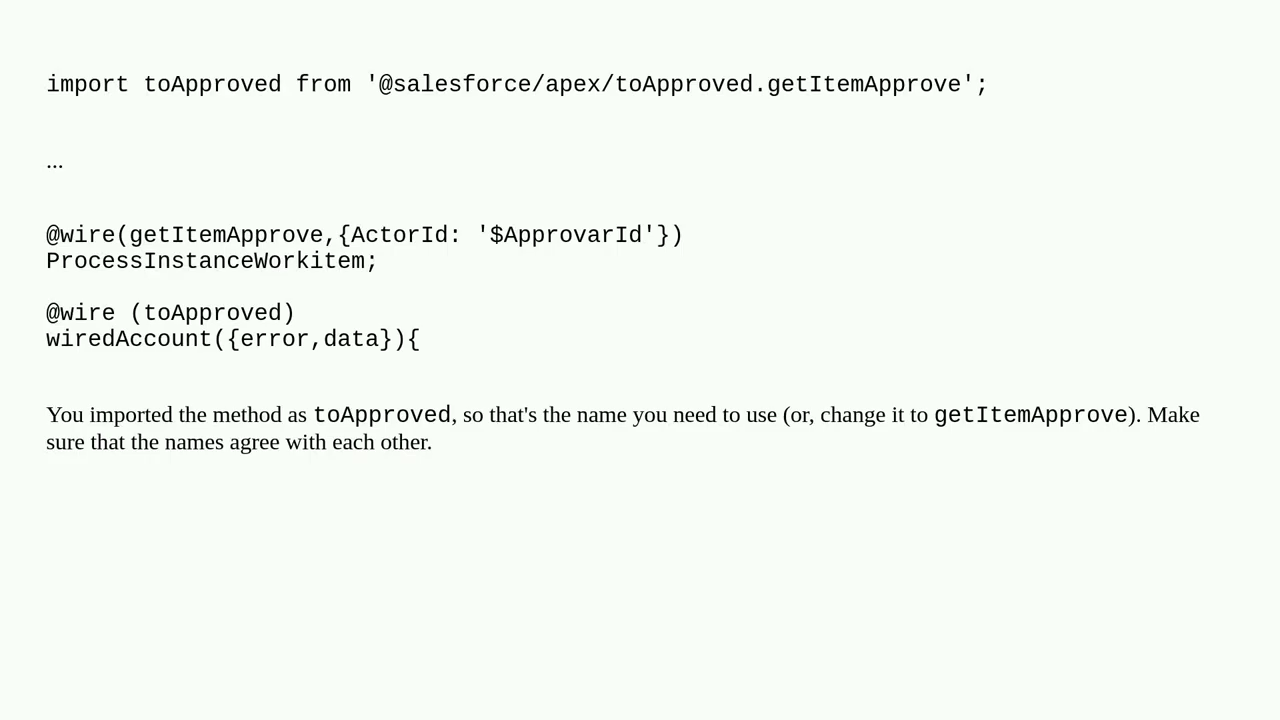 import toApproved from '@salesforce/apex/toApproved.getItemApprove';
...
@wire(getItemApprove,{ActorId: '$ApprovarId'})
ProcessInstanceWorkitem;
@wire (toApproved)
wiredAccount({error,data}){
You imported the method as toApproved, so that's the name you need to use (or, change it to getItemApprove). Make
sure that the names agree with each other.